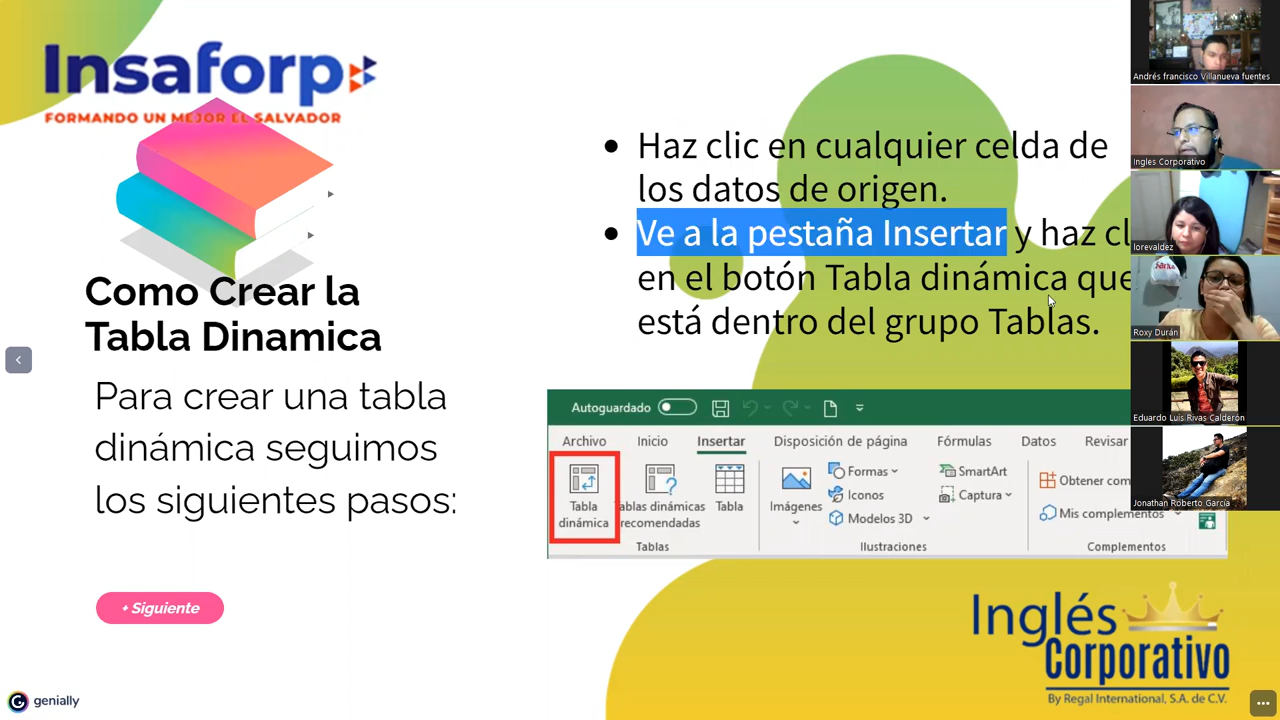 Insaforp
FORMANDO UN MEJOR EL SALVADOR
Como Crear la
Tabla Dinamica
Para crear una tabla
dinámica seguimos
los siguientes pasos:
+ Siguiente
genially
• Haz clic en cualquier celda de
los datos de origen.
• Ve a la pestaña Insertar y haz cl
en el botón Tabla dinámica que
está dentro del grupo Tablas.
Autoguardado
Archivo Inicio Insertar Disposición de página Fórmulas Datos Revisar
Tabla
dinámica
Tablas dinámicas
recomendadas
Tabla
Tablas
Imágenes
Formas
Iconos
Modelos 3D
SmartArt
Captura
Ilustraciones
Obtener com
Mis complementos
Complementos
Inglés
Corporativo
By Regal International, S.A. de C.V.
Andrés francisco Villanueva fuentes
Ingles Corporativo
lorevaldez
Roxy Durán
Eduardo Luis Rivas Calderón
Jonathan Roberto García